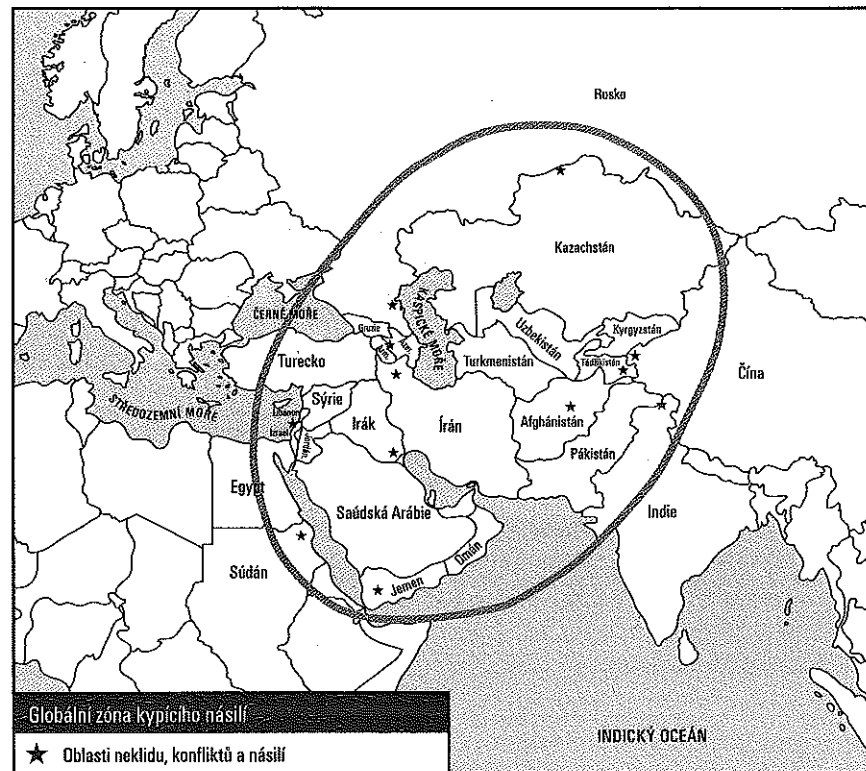 Rusko
Kazachstán
ČERNÉ MOŘE
KASPICKÉ MOŘE
Gruzie
Arm.
Uzbekistán
Kyrgyzstán
Turecko
Turkmenistán
Tádžikistán
Čína
STŘEDOZEMNÍ MOŘE
Sýrie
Libanon
Izrael
Irák
Írán
Afghánistán
Pákistán
Egypt
Saúdská Arábie
Indie
Omán
Súdán
Jemen
Globální zóna kypícího násilí
INDICKÝ OCEÁN
Oblasti neklidu, konfliktů a násilí